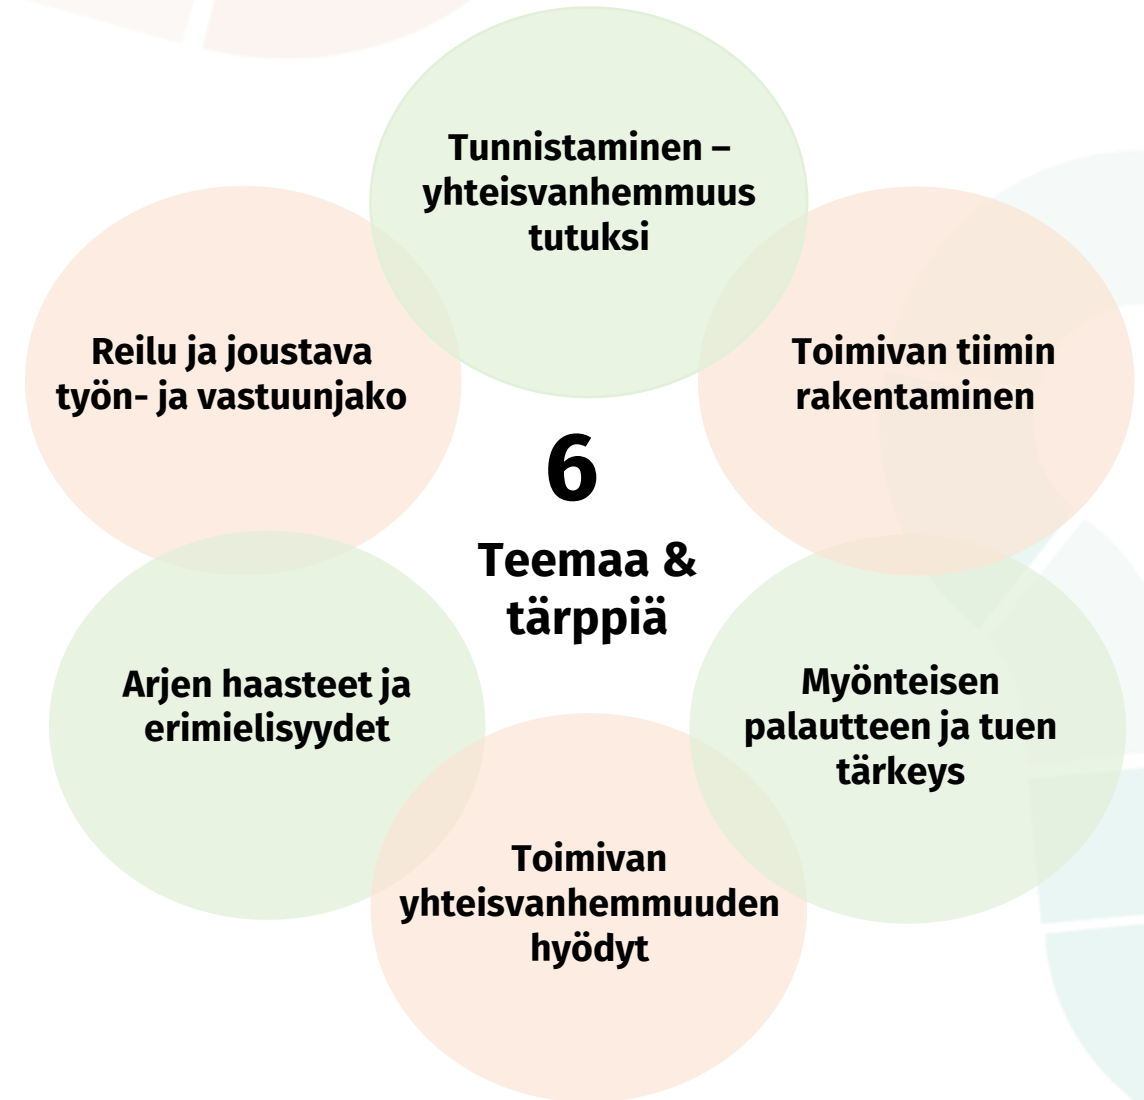 Tunnistaminen –
yhteisvanhemmuus
tutuksi
Reilu ja joustava
työn- ja vastuunjako
Toimivan tiimin
rakentaminen
6
Teemaa &
tärppiä
Arjen haasteet ja
erimielisyydet
Myönteisen
palautteen ja tuen
tärkeys
Toimivan
yhteisvanhemmuuden
hyödyt